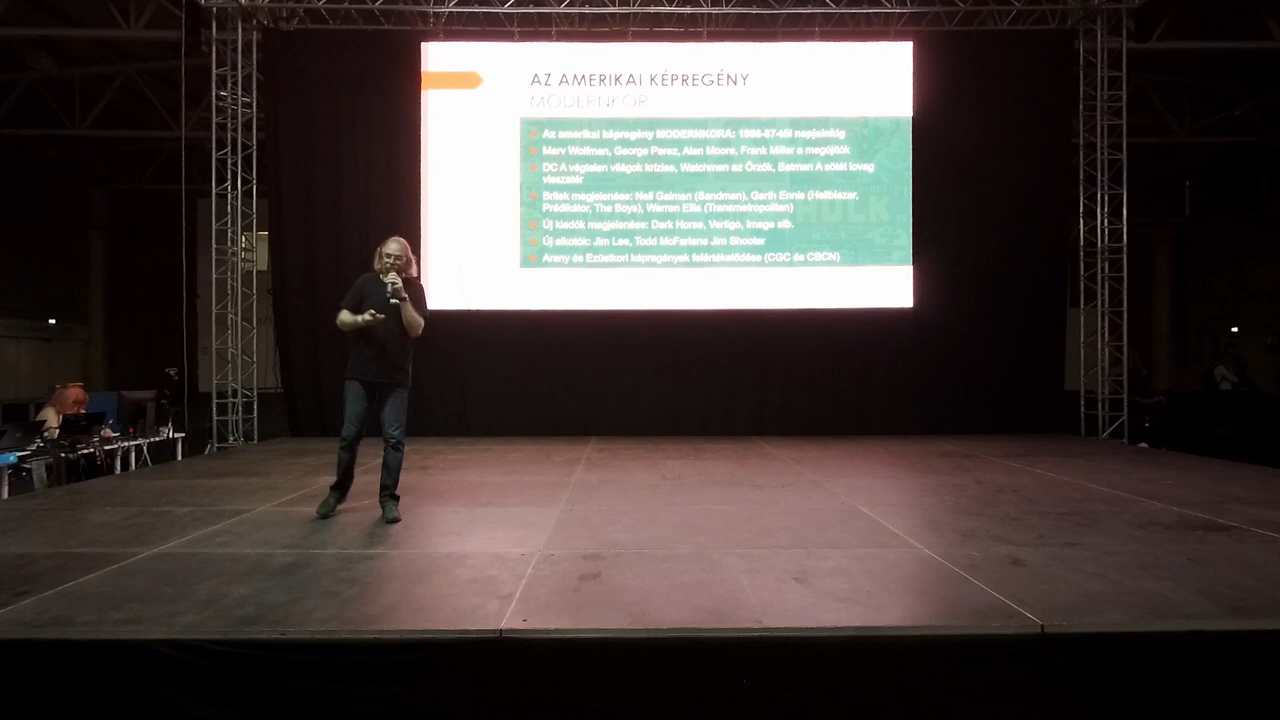 AZ AMERIKAI KÉPREGÉNY
MODERNKOR
Az amerikai képregény MODERNKORA: 1986-87-től napjainkig
Marv Wolfman, George Perez, Alan Moore, Frank Miller a megújítók
DC A végtelen világok krízise, Watchmen az Őrzők, Batman A sötét lovag
visszatér
Britek megjelenése: Neil Gaiman (Sandman), Garth Ennis (Hellblazer,
Prédikátor, The Boys), Warren Ellis (Transmetropolitan)
HULK
Új kiadók megjelenése: Dark Horse, Vertigo, Image stb.
Új alkotók: Jim Lee, Todd McFarlane Jim Shooter
Arany és Ezüstkori képregények felértékelődése (CGC és CBCN)